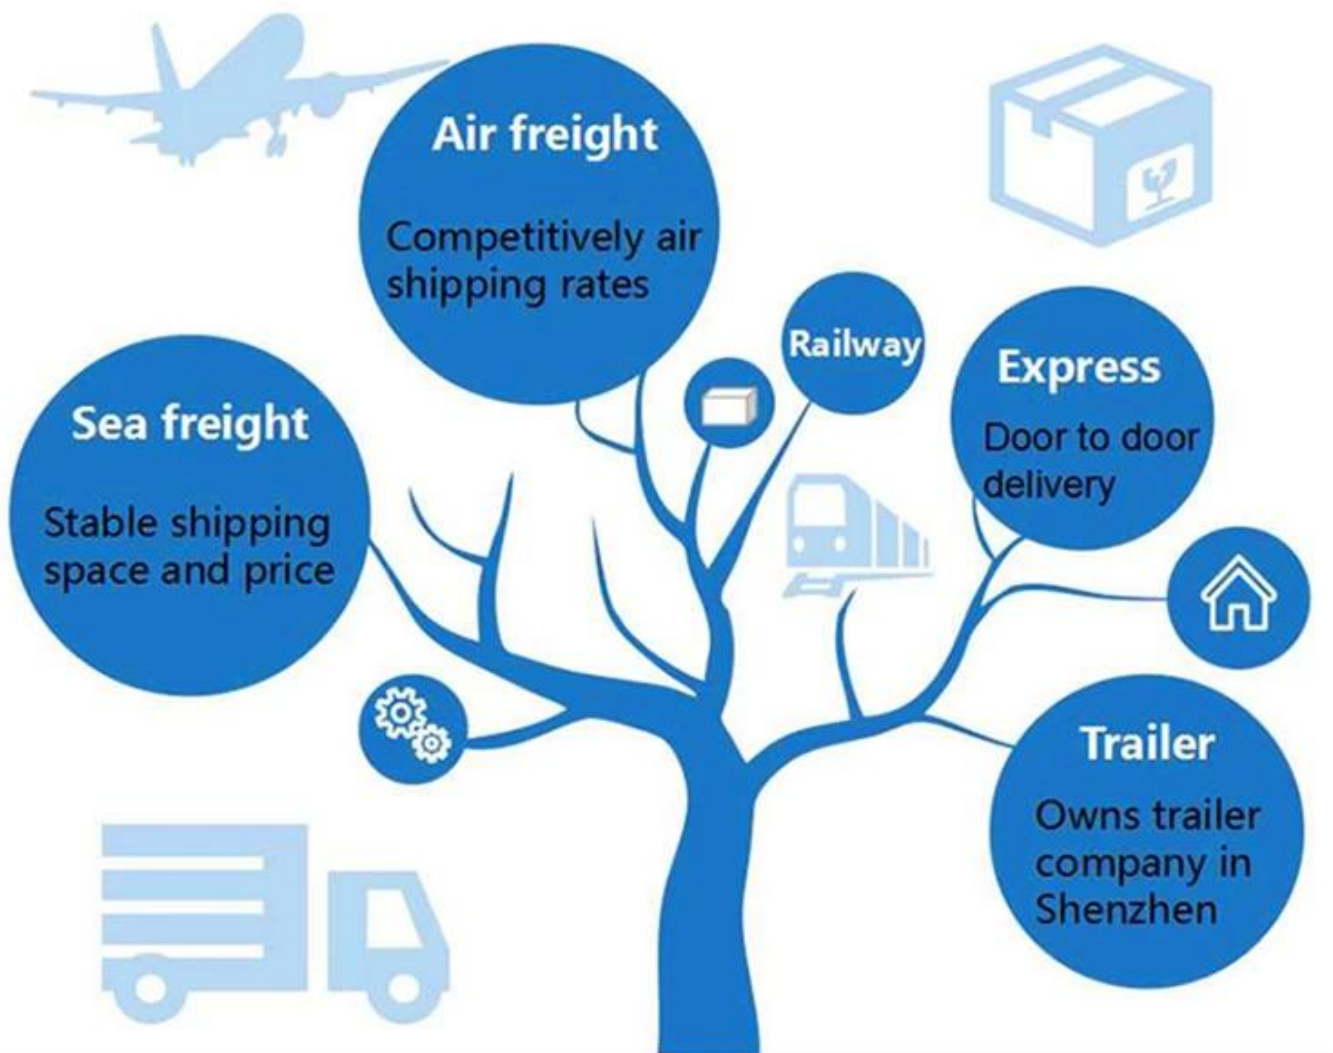 Air freight
Competitively air
shipping rates
Railway
Express
Door to door
delivery
Sea freight
Stable shipping
space and price
Trailer
Owns trailer
company in
Shenzhen